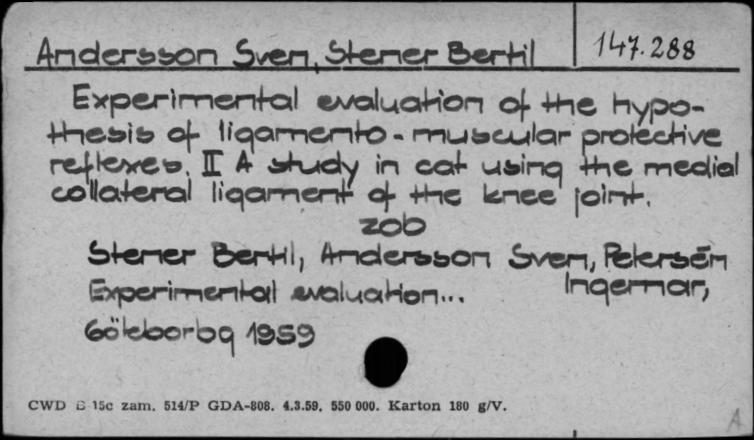 Andersson Sven, Stener Bertil 147.288
Experimental evaluation of the hypo-
thesis of ligamento-muscular protective
reflexes. II A study in cat using the medial
collateral ligament of the knee joint.
zob
Stener Bertil, Andersson Sven, Petersén
Ingemar,
Experimental evaluation...
Göteborbg 1959
CWD B 15c zam. 514/P GDA-808. 4.3.59. 550 000. Karton 180 g/V.
A